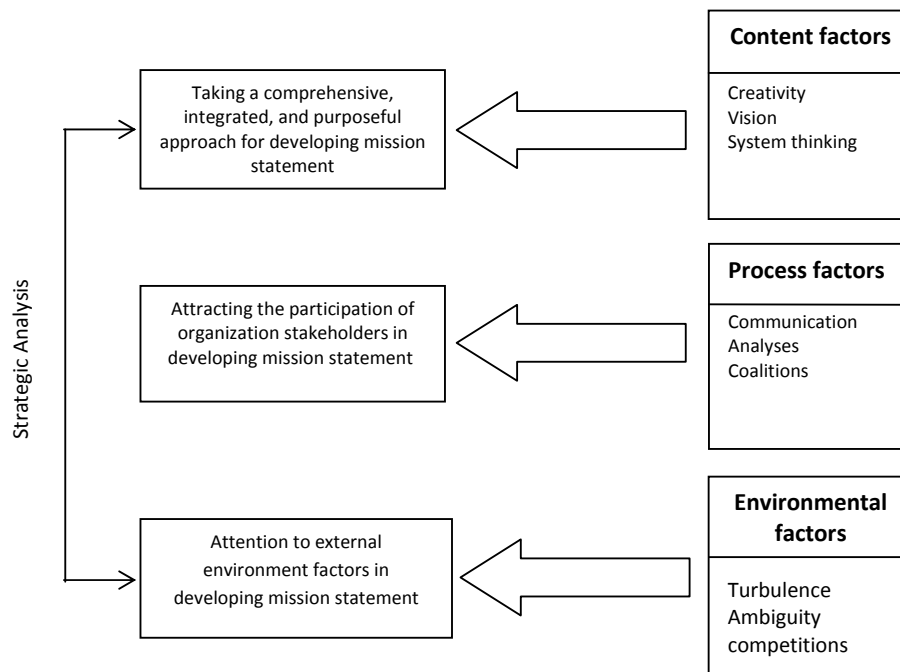 Strategic Analysis
Taking a comprehensive,
integrated, and purposeful
approach for developing mission
statement
Content factors
Creativity
Vision
System thinking
Attracting the participation of
organization stakeholders in
developing mission statement
Process factors
Communication
Analyses
Coalitions
Attention to external
environment factors in
developing mission statement
Environmental
factors
Turbulence
Ambiguity
competitions